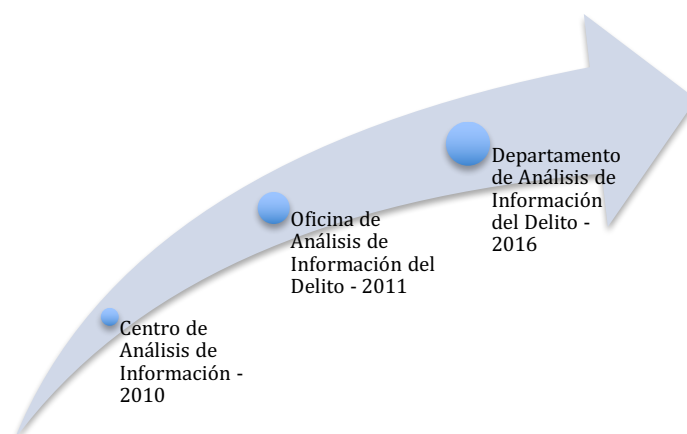 Centro de
Análisis de
Información -
2010
Oficina de
Análisis de
Información del
Delito - 2011
Departamento
de Análisis de
Información
del Delito -
2016